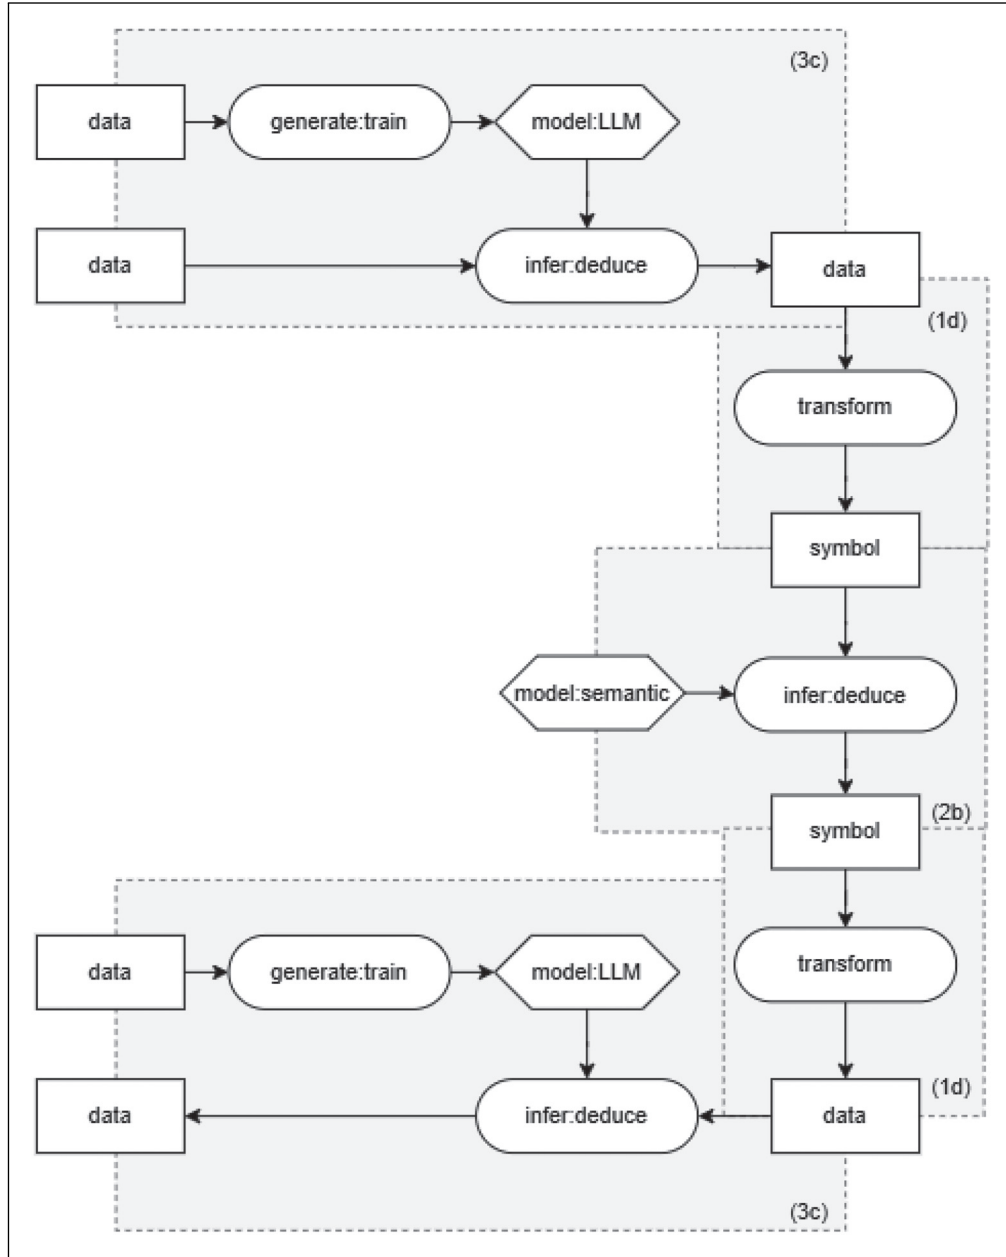 (3c)
data
generate:train
model:LLM
data
infer:deduce
data
(1d)
transform
symbol
model:semantic
infer:deduce
(2b)
symbol
transform
data
generate:train
model:LLM
(1d)
data
infer:deduce
data
(3c)